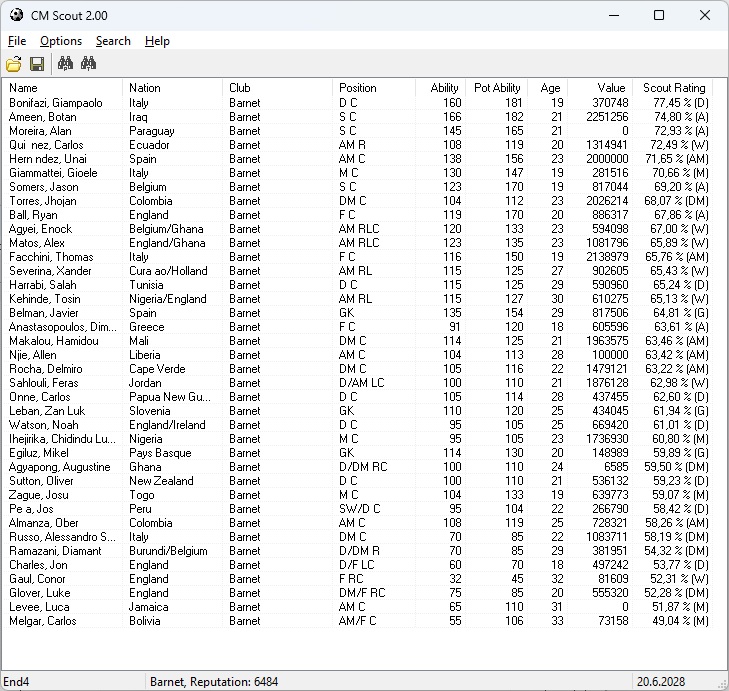 CM Scout 2.00
File Options Search Help
Name Nation Club Position Ability Pot Ability Age Value Scout Rating
Bonifazi, Giampaolo Italy Barnet D C 160 181 19 370748 77,45 % (D)
Ameen, Botan Iraq Barnet S C 166 182 21 2251256 74,80 % (A)
Moreira, Alan Paraguay Barnet S C 145 165 21 0 72,93 % (A)
Qui nez, Carlos Ecuador Barnet AM R 108 119 20 1314941 72,49 % (W)
Hern ndez, Unai Spain Barnet AM C 138 156 23 2000000 71,65 % (AM)
Giammattei, Gioele Italy Barnet M C 130 147 19 281516 70,66 % (M)
Somers, Jason Belgium Barnet S C 123 170 19 817044 69,20 % (A)
Torres, Jhojan Colombia Barnet DM C 104 112 23 2026214 68,07 % (DM)
Ball, Ryan England Barnet F C 119 170 20 886317 67,86 % (A)
Agyei, Enock Belgium/Ghana Barnet AM RLC 120 133 23 594098 67,00 % (W)
Matos, Alex England/Ghana Barnet AM RLC 123 135 23 1081796 65,89 % (W)
Facchini, Thomas Italy Barnet F C 116 150 19 2138979 65,76 % (AM)
Severina, Xander Cura ao/Holland Barnet AM RL 115 125 27 902605 65,43 % (W)
Harrabi, Salah Tunisia Barnet D C 115 125 29 590960 65,24 % (D)
Kehinde, Tosin Nigeria/England Barnet AM RL 115 127 30 610275 65,13 % (W)
Belman, Javier Spain Barnet GK 135 154 29 817506 64,81 % (G)
Anastasopoulos, Dim... Greece Barnet F C 91 120 18 605596 63,61 % (A)
Makalou, Hamidou Mali Barnet DM C 114 125 21 1963575 63,46 % (AM)
Njie, Allen Liberia Barnet AM C 104 113 28 100000 63,42 % (AM)
Rocha, Delmiro Cape Verde Barnet DM C 105 116 22 1479121 63,22 % (AM)
Sahlouli, Feras Jordan Barnet D/AM LC 100 110 21 1876128 62,98 % (W)
Onne, Carlos Papua New Gu... Barnet D C 105 114 28 437455 62,60 % (D)
Leban, Zan Luk Slovenia Barnet GK 110 120 25 434045 61,94 % (G)
Watson, Noah England/Ireland Barnet D C 95 105 25 669420 61,01 % (D)
Ihejirika, Chidindu Lu... Nigeria Barnet M C 95 105 23 1736930 60,80 % (M)
Egiluz, Mikel Pays Basque Barnet GK 114 130 20 148989 59,89 % (G)
Agyapong, Augustine Ghana Barnet D/DM RC 100 110 24 6585 59,50 % (DM)
Sutton, Oliver New Zealand Barnet D C 100 110 21 536132 59,23 % (D)
Zague, Josu Togo Barnet M C 104 133 19 639773 59,07 % (M)
Pe a, Jos Peru Barnet SW/D C 95 104 22 266790 58,42 % (D)
Almanza, Ober Colombia Barnet AM C 108 119 25 728321 58,26 % (AM)
Russo, Alessandro S... Italy Barnet DM C 70 85 22 1083711 58,19 % (DM)
Ramazani, Diamant Burundi/Belgium Barnet D/DM R 70 85 29 381951 54,32 % (DM)
Charles, Jon England Barnet D/F LC 60 70 18 497242 53,77 % (D)
Gaul, Conor England Barnet F RC 32 45 32 81609 52,31 % (W)
Glover, Luke England Barnet DM/F RC 75 85 20 555320 52,28 % (DM)
Levee, Luca Jamaica Barnet AM C 65 110 31 0 51,87 % (M)
Melgar, Carlos Bolivia Barnet AM/F C 55 106 33 73158 49,04 % (M)
End4 Barnet, Reputation: 6484 20.6.2028